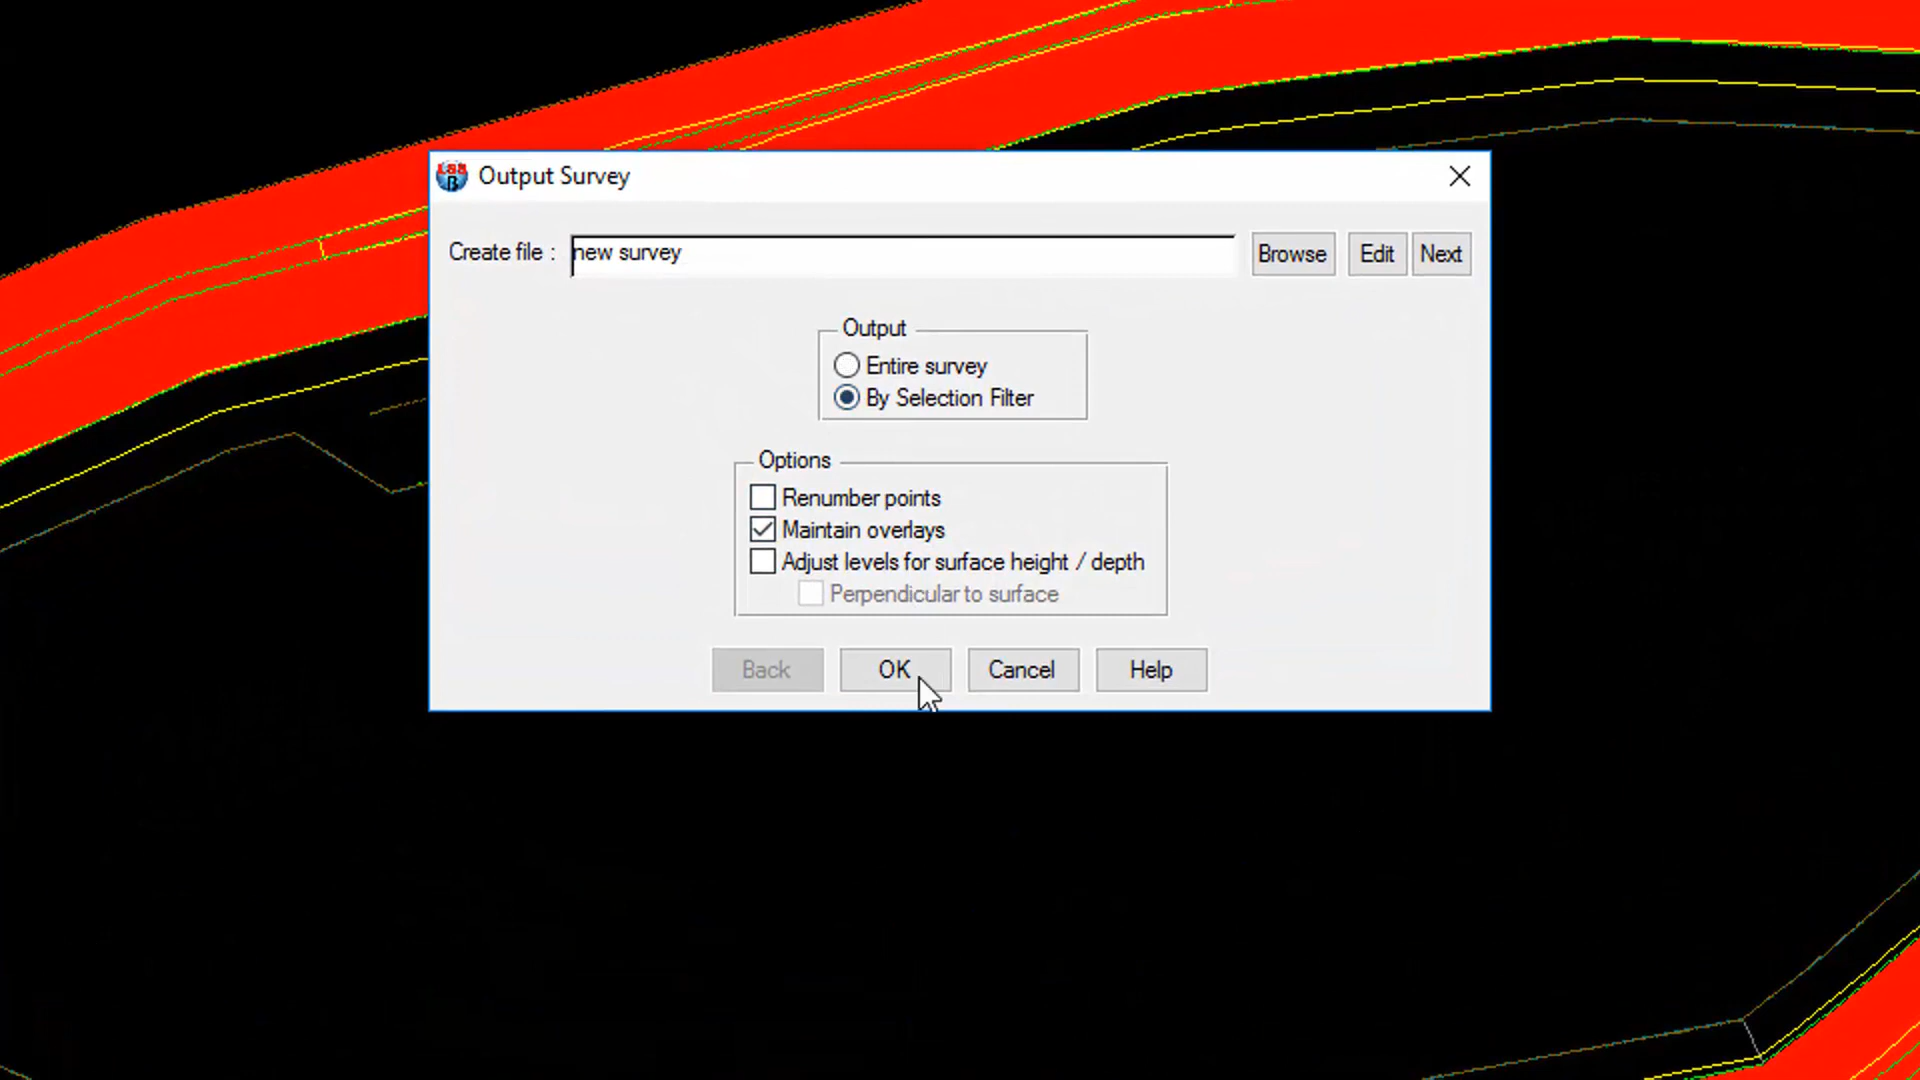 Output Survey
Create file : new survey Browse Edit Next
Output
Entire survey
By Selection Filter
Options
Renumber points
Maintain overlays
Adjust levels for surface height / depth
Perpendicular to surface
Back OK Cancel Help